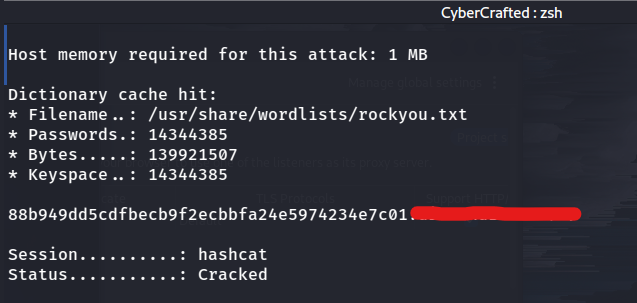 CyberCrafted : zsh
Host memory required for this attack: 1 MB
Dictionary cache hit:
* Filename..: /usr/share/wordlists/rockyou.txt
* Passwords.: 14344385
* Bytes.....: 139921507
* Keyspace..: 14344385
88b949dd5cdfbecb9f2ecbbfa24e5974234e7c01:
Session..........: hashcat
Status...........: Cracked